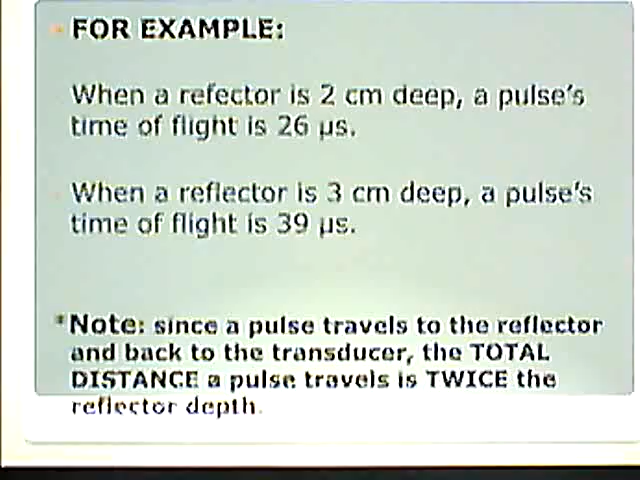 FOR EXAMPLE:
When a refector is 2 cm deep, a pulse's
time of flight is 26 µs.
When a reflector is 3 cm deep, a pulse's
time of flight is 39 µs.
*Note: since a pulse travels to the reflector
and back to the transducer, the TOTAL
DISTANCE a pulse travels is TWICE the
reflector depth.